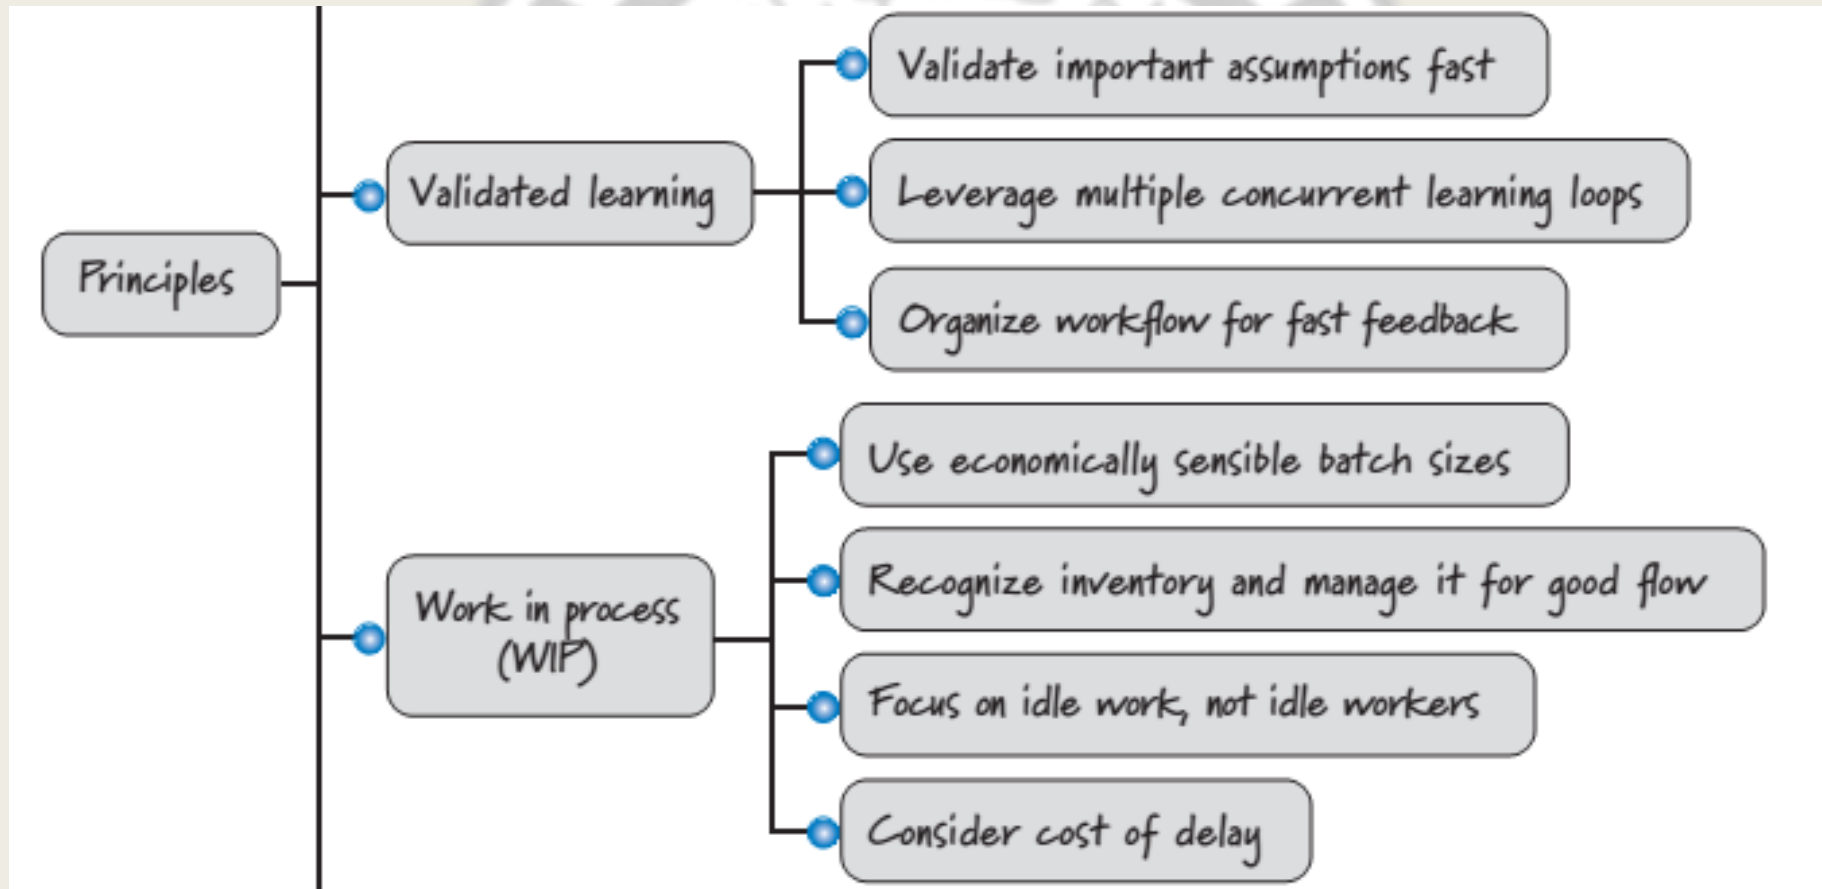 Validate important assumptions fast
Validated learning
Leverage multiple concurrent learning loops
Principles
Organize workflow for fast feedback
Use economically sensible batch sizes
Recognize inventory and manage it for good flow
Work in process
(WIP)
Focus on idle work, not idle workers
Consider cost of delay